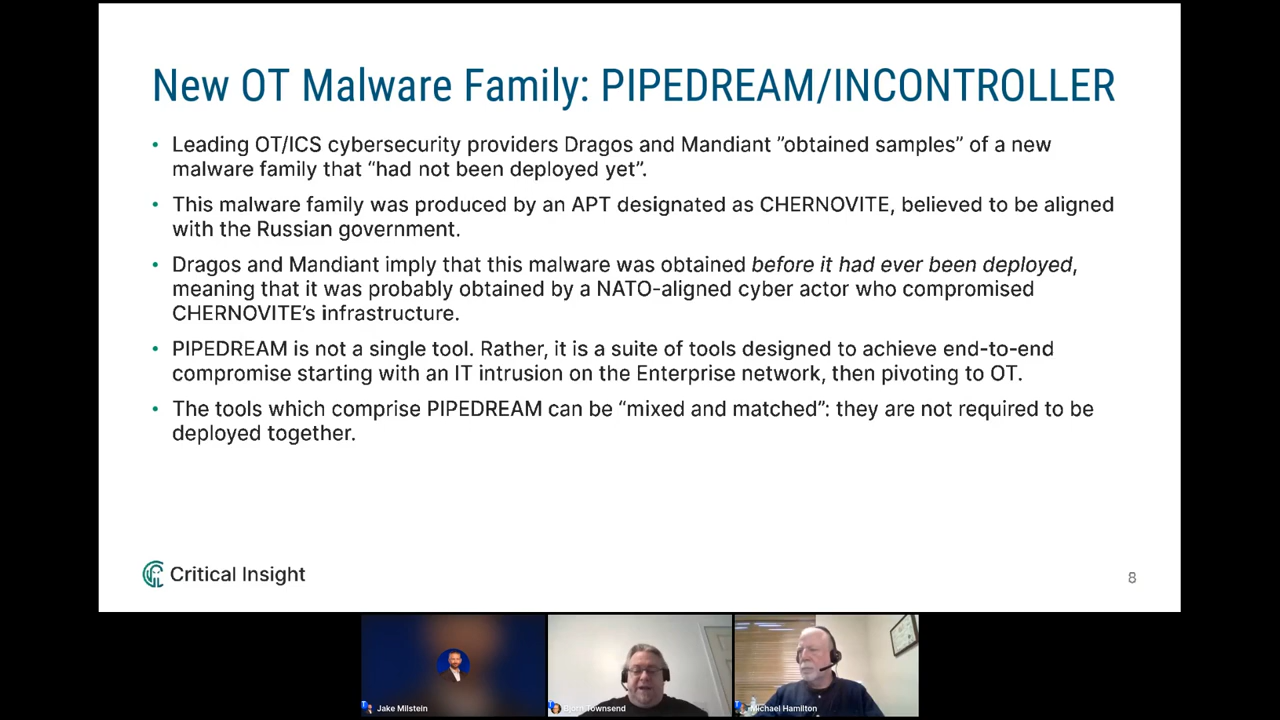 New OT Malware Family: PIPEDREAM/INCONTROLLER
• Leading OT/ICS cybersecurity providers Dragos and Mandiant ”obtained samples” of a new
malware family that “had not been deployed yet”.
• This malware family was produced by an APT designated as CHERNOVITE, believed to be aligned
with the Russian government.
• Dragos and Mandiant imply that this malware was obtained before it had ever been deployed,
meaning that it was probably obtained by a NATO-aligned cyber actor who compromised
CHERNOVITE’s infrastructure.
• PIPEDREAM is not a single tool. Rather, it is a suite of tools designed to achieve end-to-end
compromise starting with an IT intrusion on the Enterprise network, then pivoting to OT.
• The tools which comprise PIPEDREAM can be “mixed and matched”: they are not required to be
deployed together.
Critical Insight
8
Jake Milstein
Townsend
Michael Hamilton